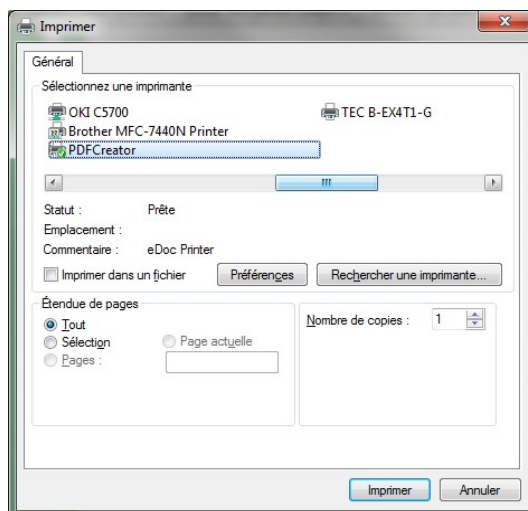 Imprimer
Général
Sélectionnez une imprimante
OKI C5700
TEC B-EX4T1-G
Brother MFC-7440N Printer
PDFCreator
Statut : Prête
Emplacement :
Commentaire : eDoc Printer
Imprimer dans un fichier
Préférences
Rechercher une imprimante...
Étendue de pages
Tout
Sélection
Page actuelle
Pages :
Nombre de copies : 1
Imprimer
Annuler